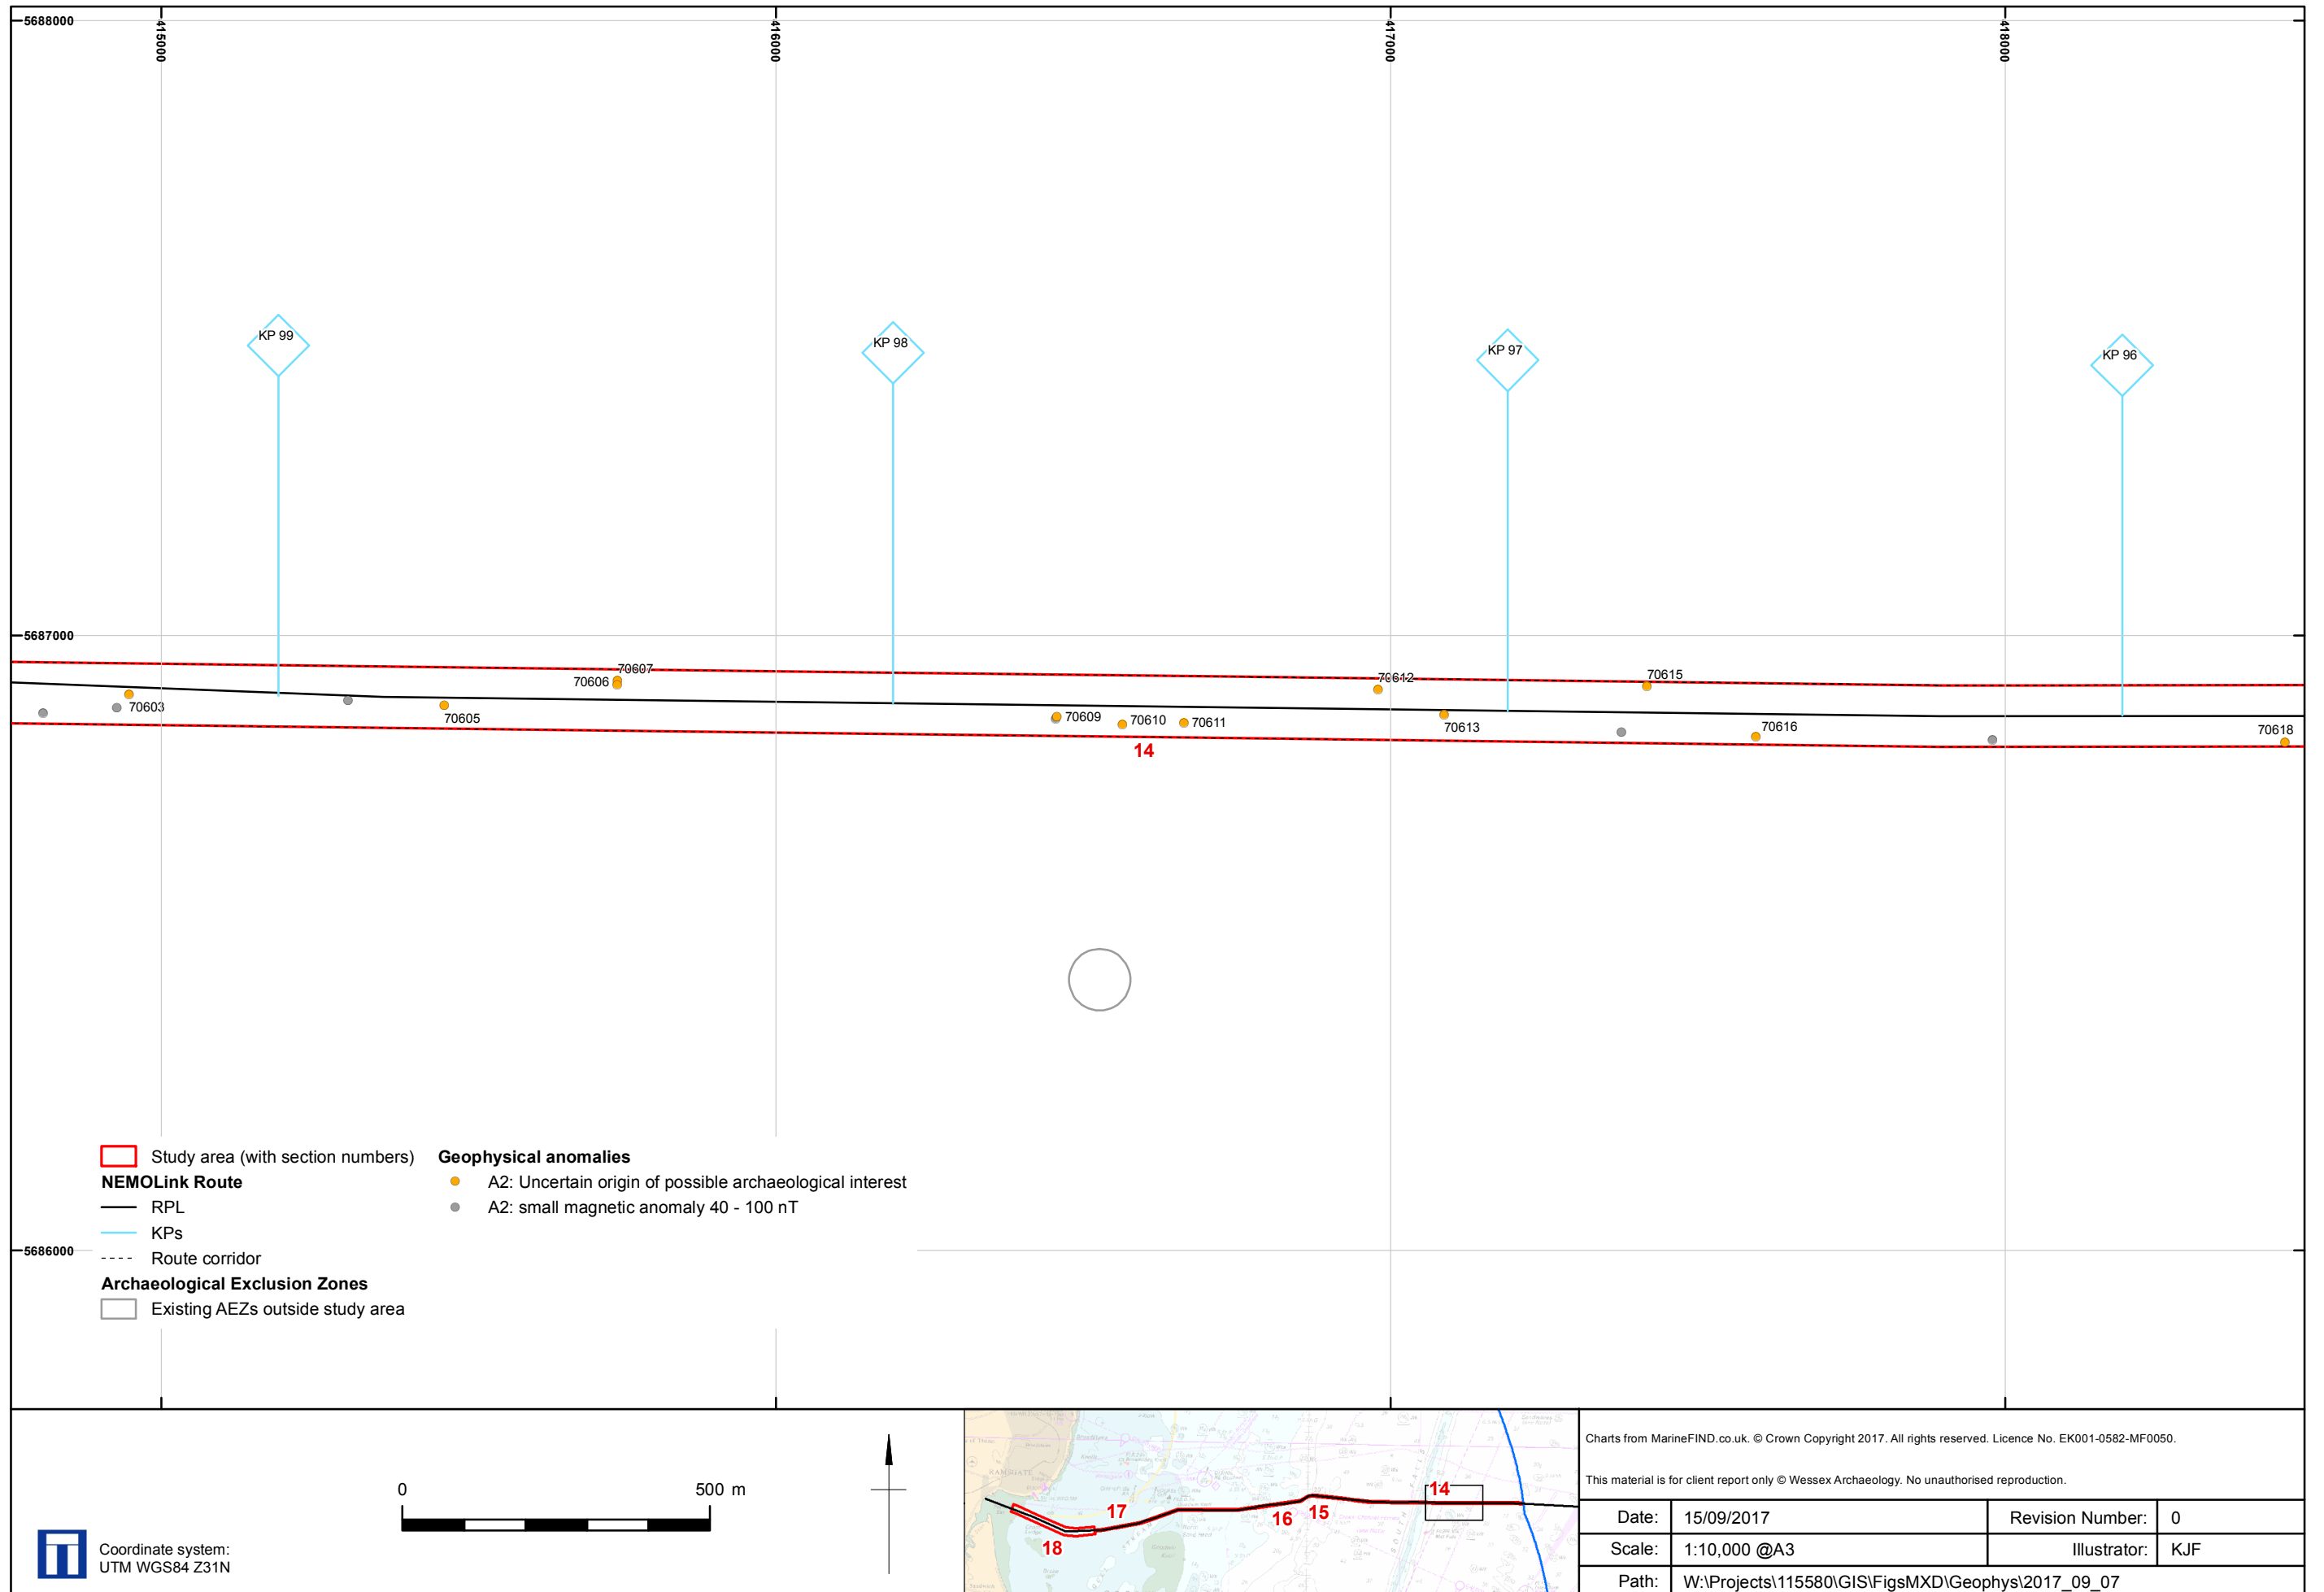 5688000
415000
416000
417000
418000
KP 99
KP 98
KP 97
KP 96
5687000
70607
70606
70612
70615
70603
70605
70609
70610
70611
70613
70616
70618
14
Study area (with section numbers)
NEMOLink Route
RPL
KPs
Route corridor
Archaeological Exclusion Zones
Existing AEZs outside study area
Geophysical anomalies
A2: Uncertain origin of possible archaeological interest
A2: small magnetic anomaly 40 - 100 nT
5686000
0
500 m
Coordinate system:
UTM WGS84 Z31N
RAMSGATE
14
17
16
15
18
Charts from MarineFIND.co.uk. © Crown Copyright 2017. All rights reserved. Licence No. EK001-0582-MF0050.
This material is for client report only © Wessex Archaeology. No unauthorised reproduction.
Date: 15/09/2017
Revision Number: 0
Scale: 1:10,000 @A3
Illustrator: KJF
Path: W:\Projects\115580\GIS\FigsMXD\Geophys\2017_09_07